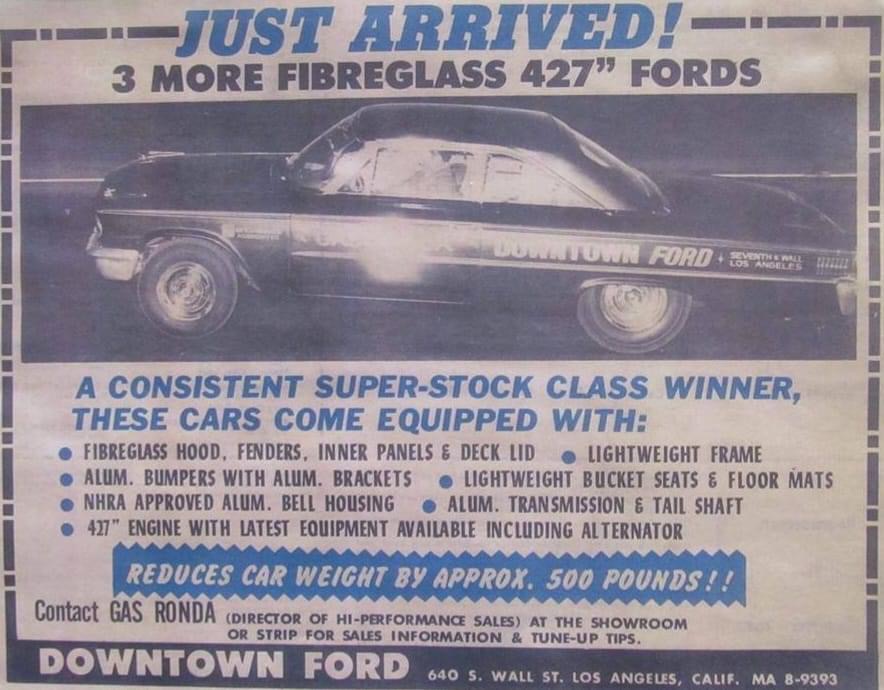 JUST ARRIVED!
3 MORE FIBREGLASS 427” FORDS
DOWNTOWN FORD
SEVENTH & WALL
LOS ANGELES
A CONSISTENT SUPER-STOCK CLASS WINNER,
THESE CARS COME EQUIPPED WITH:
• FIBREGLASS HOOD, FENDERS, INNER PANELS & DECK LID • LIGHTWEIGHT FRAME
• ALUM. BUMPERS WITH ALUM. BRACKETS • LIGHTWEIGHT BUCKET SEATS & FLOOR MATS
• NHRA APPROVED ALUM. BELL HOUSING • ALUM. TRANSMISSION & TAIL SHAFT
• 427” ENGINE WITH LATEST EQUIPMENT AVAILABLE INCLUDING ALTERNATOR
REDUCES CAR WEIGHT BY APPROX. 500 POUNDS!!
Contact GAS RONDA (DIRECTOR OF HI-PERFORMANCE SALES) AT THE SHOWROOM
OR STRIP FOR SALES INFORMATION & TUNE-UP TIPS.
DOWNTOWN FORD 640 S. WALL ST. LOS ANGELES, CALIF. MA 8-9393